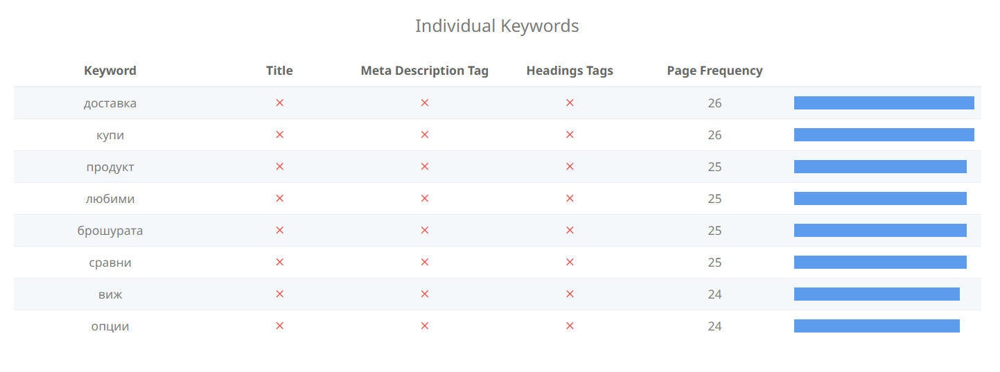 Individual Keywords
Keyword Title Meta Description Tag Headings Tags Page Frequency
доставка × × × 26
купи × × × 26
продукт × × × 25
любими × × × 25
брошурата × × × 25
сравни × × × 25
виж × × × 24
опции × × × 24